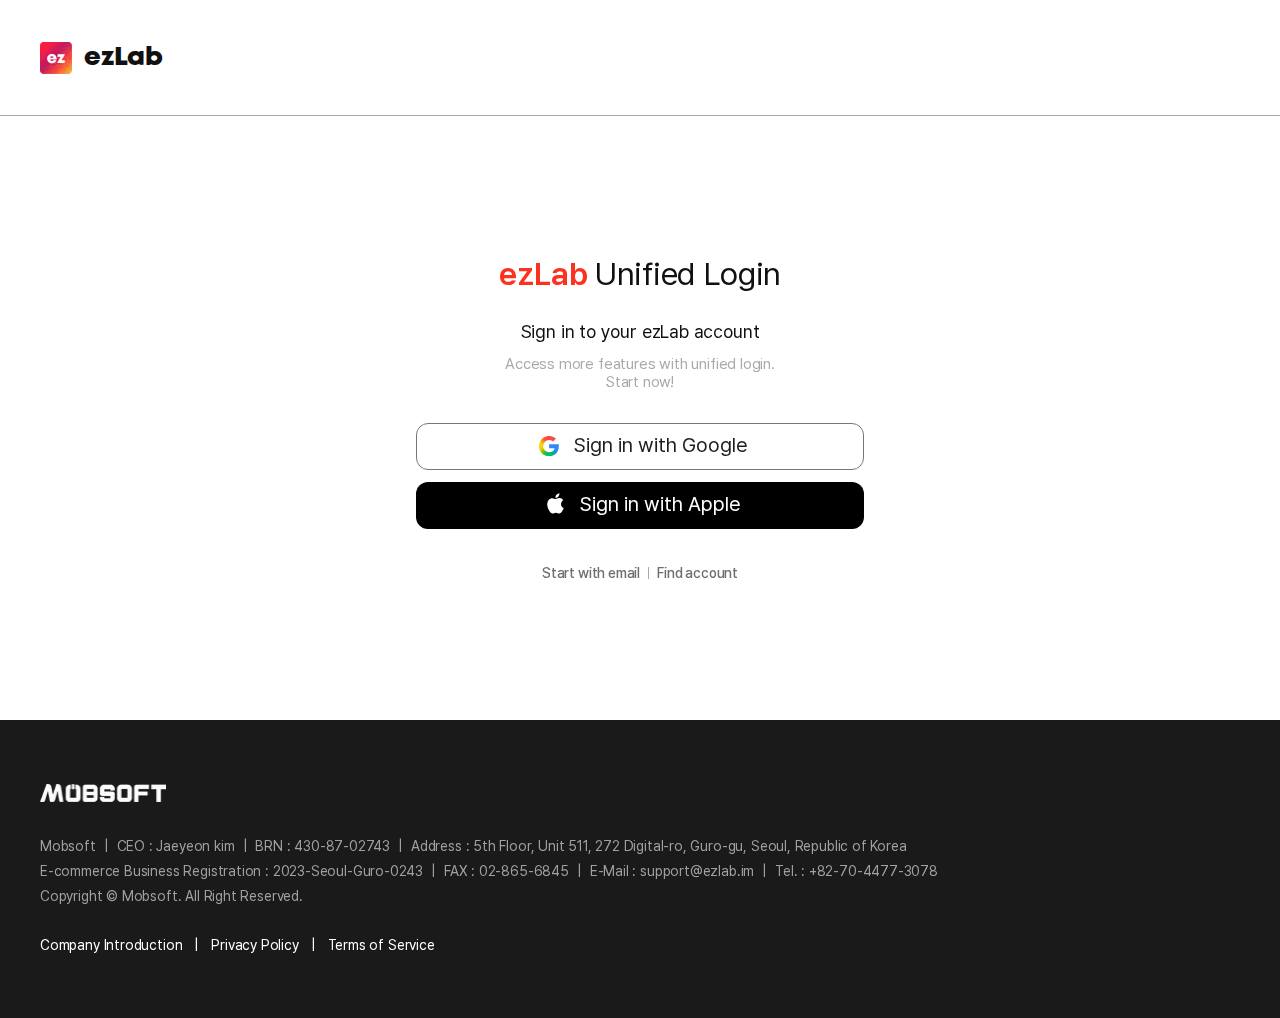 ez ezLab
ezLab Unified Login
Sign in to your ezLab account
Access more features with unified login.
Start now!
Sign in with Google
Sign in with Apple
Start with email | Find account
MOBSOFT
Mobsoft | CEO : Jaeyeon kim | BRN : 430-87-02743 | Address : 5th Floor, Unit 511, 272 Digital-ro, Guro-gu, Seoul, Republic of Korea
E-commerce Business Registration : 2023-Seoul-Guro-0243 | FAX : 02-865-6845 | E-Mail : support@ezlab.im | Tel. : +82-70-4477-3078
Copyright © Mobsoft. All Right Reserved.
Company Introduction | Privacy Policy | Terms of Service